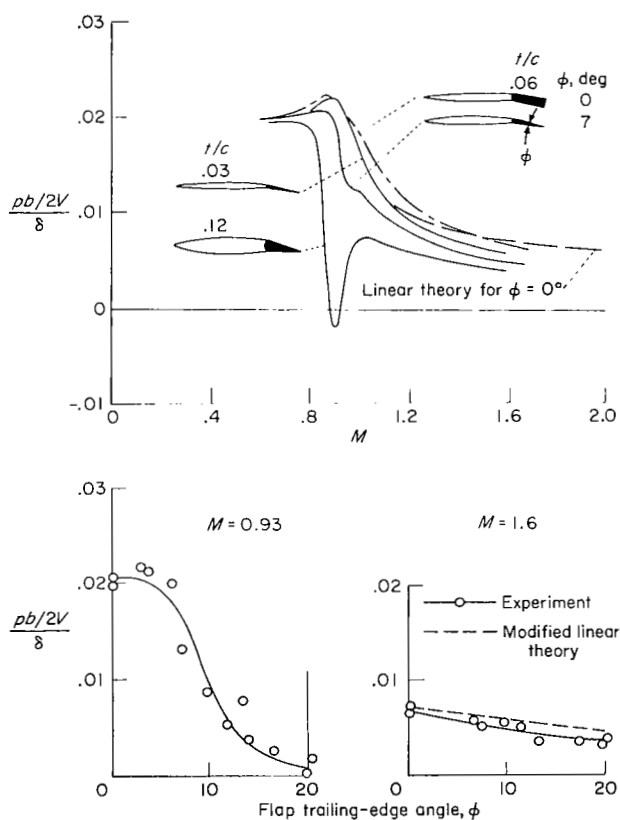 .03
t/c
.06
φ, deg
0
7
φ
.02
t/c
.03
pb/2V
δ
.01
.12
Linear theory for φ = 0°
0
-.01
0
.4
.8
1.2
1.6
2.0
M
.03
M = 0.93
M = 1.6
.02
.02
Experiment
Modified linear
theory
pb/2V
δ
.01
.01
0
10
20
0
10
20
Flap trailing-edge angle, φ